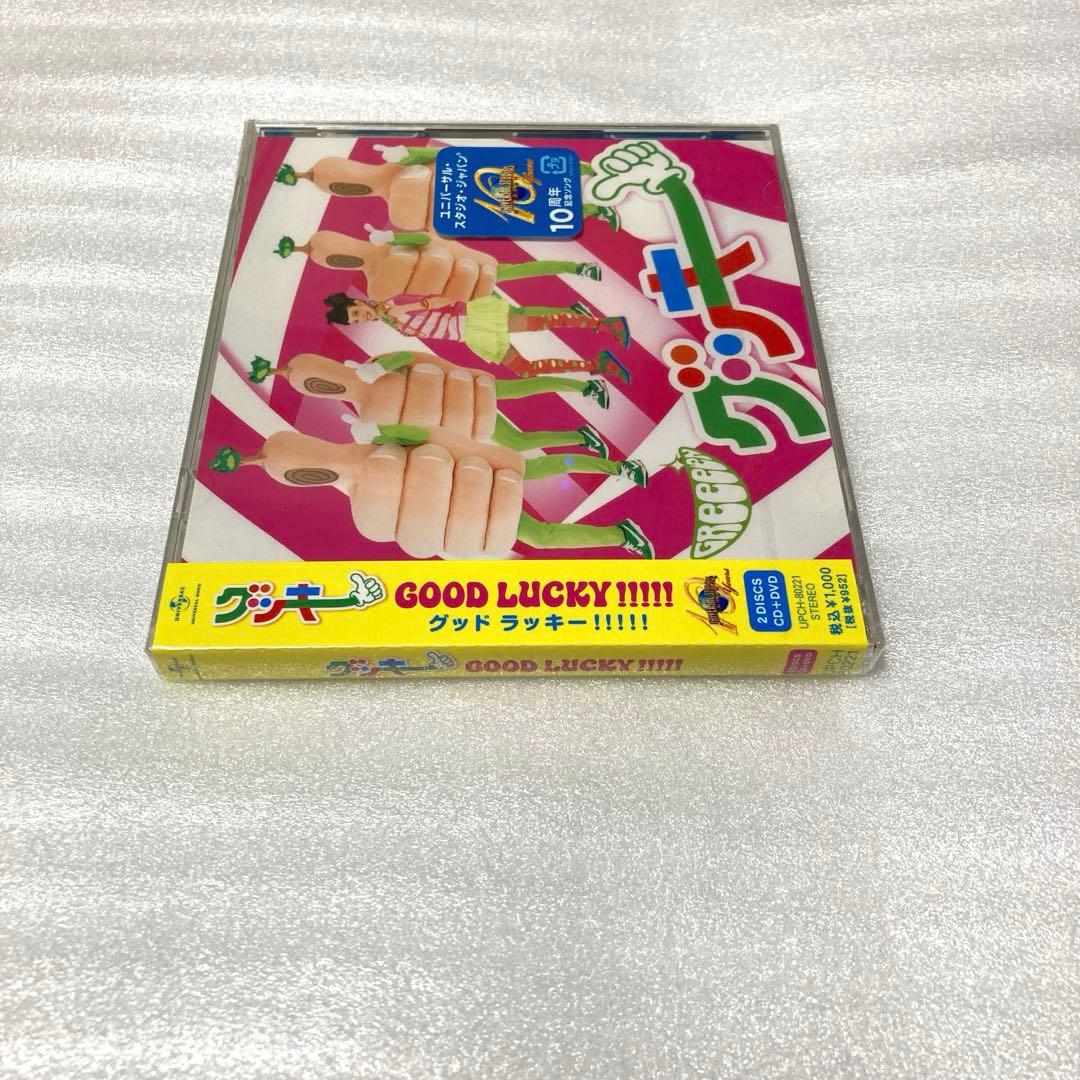 ユニバーサル・
スタジオ・ジャパン®
10周年
記念ソング
プラ
グッキー
GREEEEN
UNIVERSAL
UNIVERSAL MUSIC
グッキー
GOOD LUCKY!!!!!
グッド ラッキー!!!!!
2 DISCS
CD+DVD
UPCH-80221
STEREO
税込¥1,000
[税抜¥952]
グッキー
GOOD LUCKY!!!!!